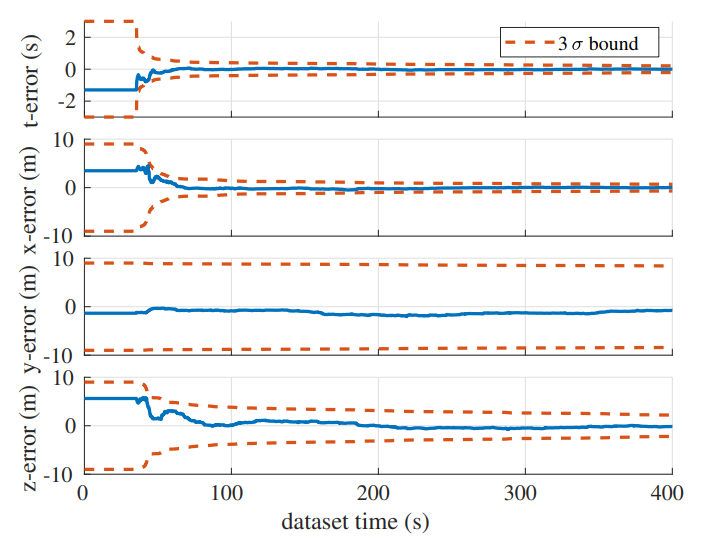 t-error (s)
2
0
-2
3 σ bound
x-error (m)
10
0
-10
y-error (m)
10
0
-10
z-error (m)
10
0
-10
0 100 200 300 400
dataset time (s)